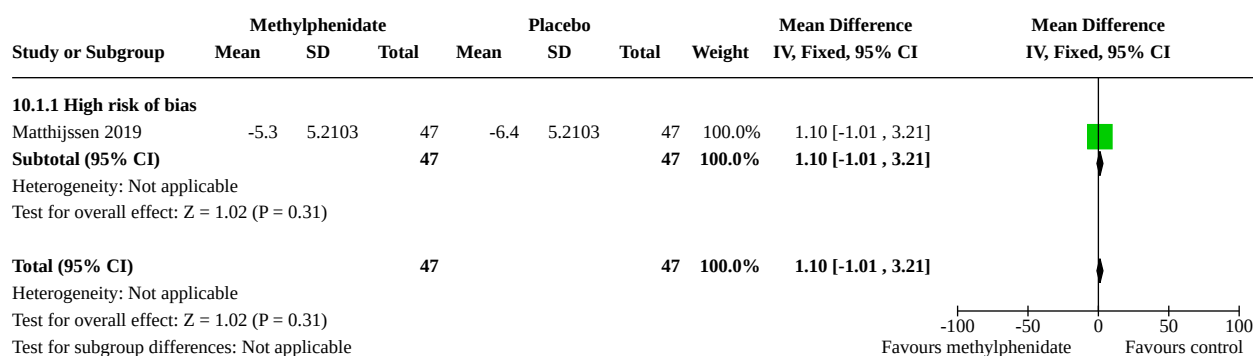 Methylphenidate Placebo Mean Difference Mean Difference
Study or Subgroup Mean SD Total Mean SD Total Weight IV, Fixed, 95% CI IV, Fixed, 95% CI
10.1.1 High risk of bias
Matthijssen 2019 -5.3 5.2103 47 -6.4 5.2103 47 100.0% 1.10 [-1.01 , 3.21]
Subtotal (95% CI) 47 47 100.0% 1.10 [-1.01 , 3.21]
Heterogeneity: Not applicable
Test for overall effect: Z = 1.02 (P = 0.31)
Total (95% CI) 47 47 100.0% 1.10 [-1.01 , 3.21]
Heterogeneity: Not applicable
Test for overall effect: Z = 1.02 (P = 0.31) -100 -50 0 50 100
Test for subgroup differences: Not applicable Favours methylphenidate Favours control